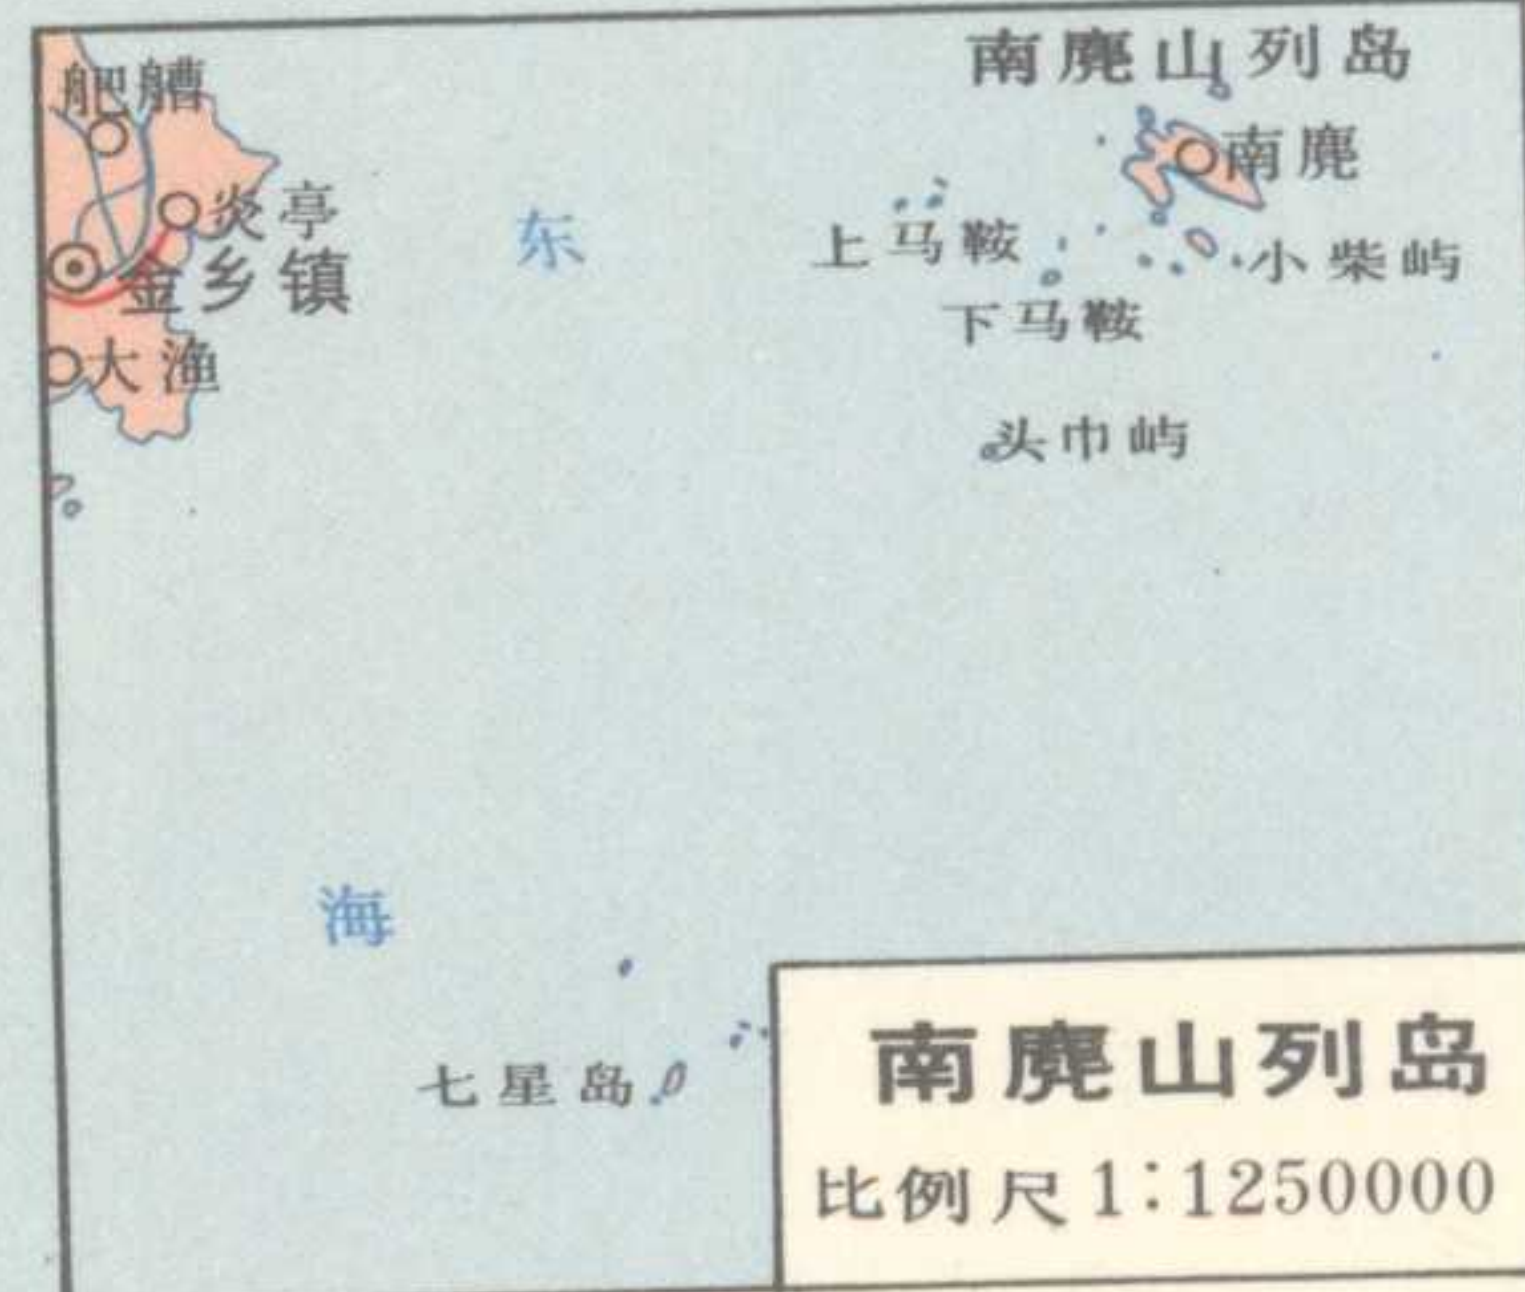 南麂山列岛
舥艚
南麂
炎亭
东
上马鞍
小柴屿
金乡镇
下马鞍
大渔
头巾屿
海
七星岛
南麂山列岛
比例尺1:1250000